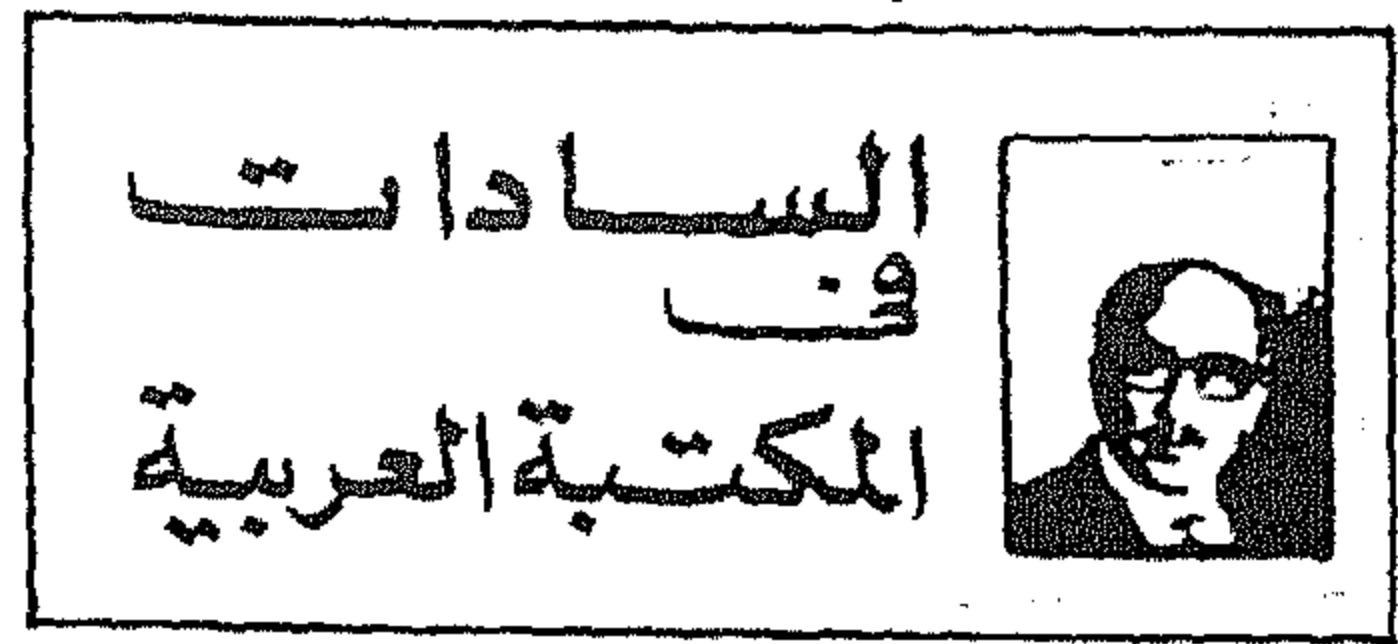 السادات
في
المكتبة العربية